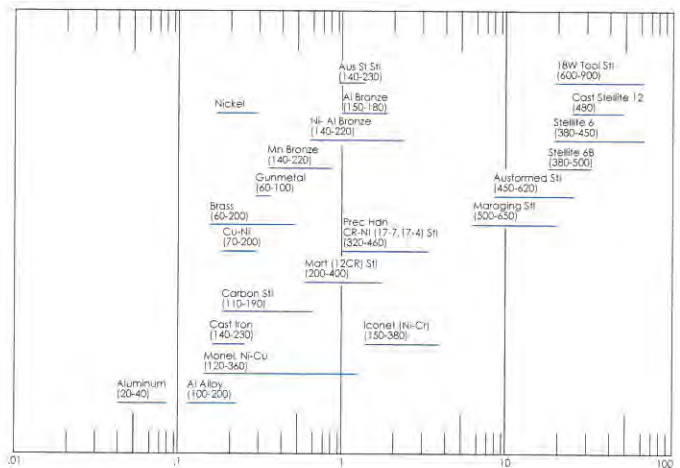 Aus St Stl
(140-230)
18W Tool Stl
(600-900)
Nickel
Al Bronze
(150-180)
Cast Stellite 12
(480)
Ni- Al Bronze
(140-220)
Stellite 6
(380-450)
Mn Bronze
(140-220)
Stellite 6B
(380-500)
Gunmetal
(60-100)
Austormed Stl
(450-620)
Brass
(60-200)
Maraging Stl
(500-650)
Cu-Ni
(70-200)
Prec Hdn
CR-NI (17-7,17-4) Stl
(320-460)
Mart (12CR) Stl
(200-400)
Carbon Stl
(110-190)
Cast Iron
(140-230)
Iconel (Ni-Cr)
(150-380)
Monel, Ni-Cu
(120-360)
Aluminum
(20-40)
Al Alloy
(100-200)
.01 .1 1 10 100